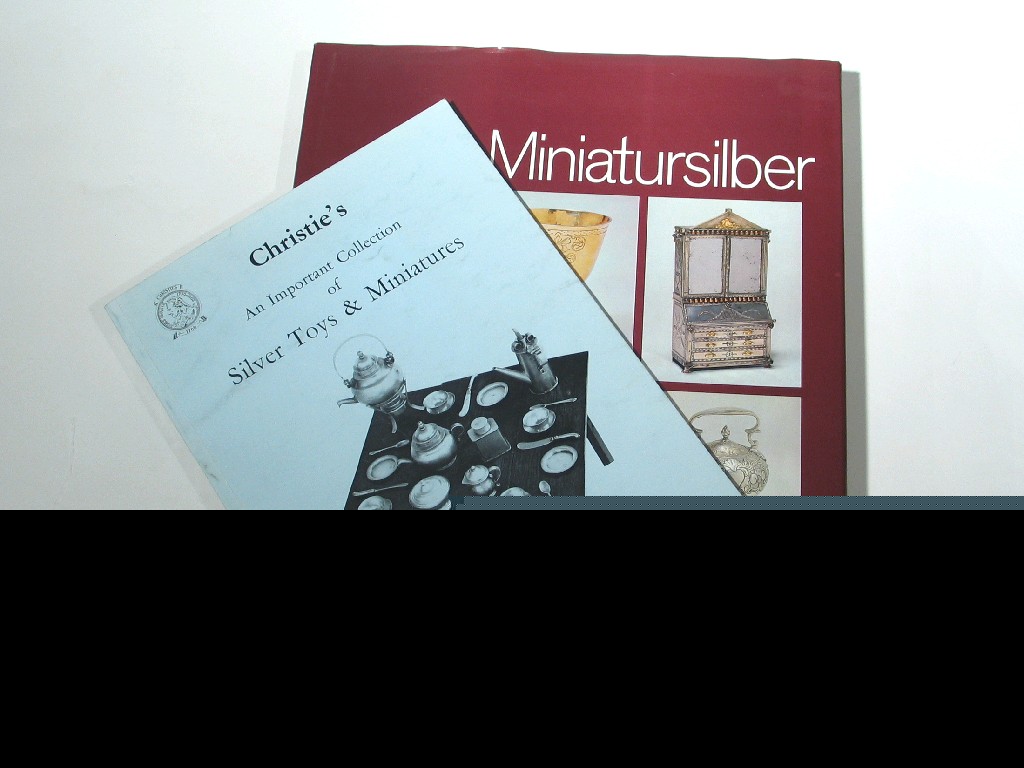 Miniatursilber
Christie's
An Important Collection
of
Silver Toys & Miniatures